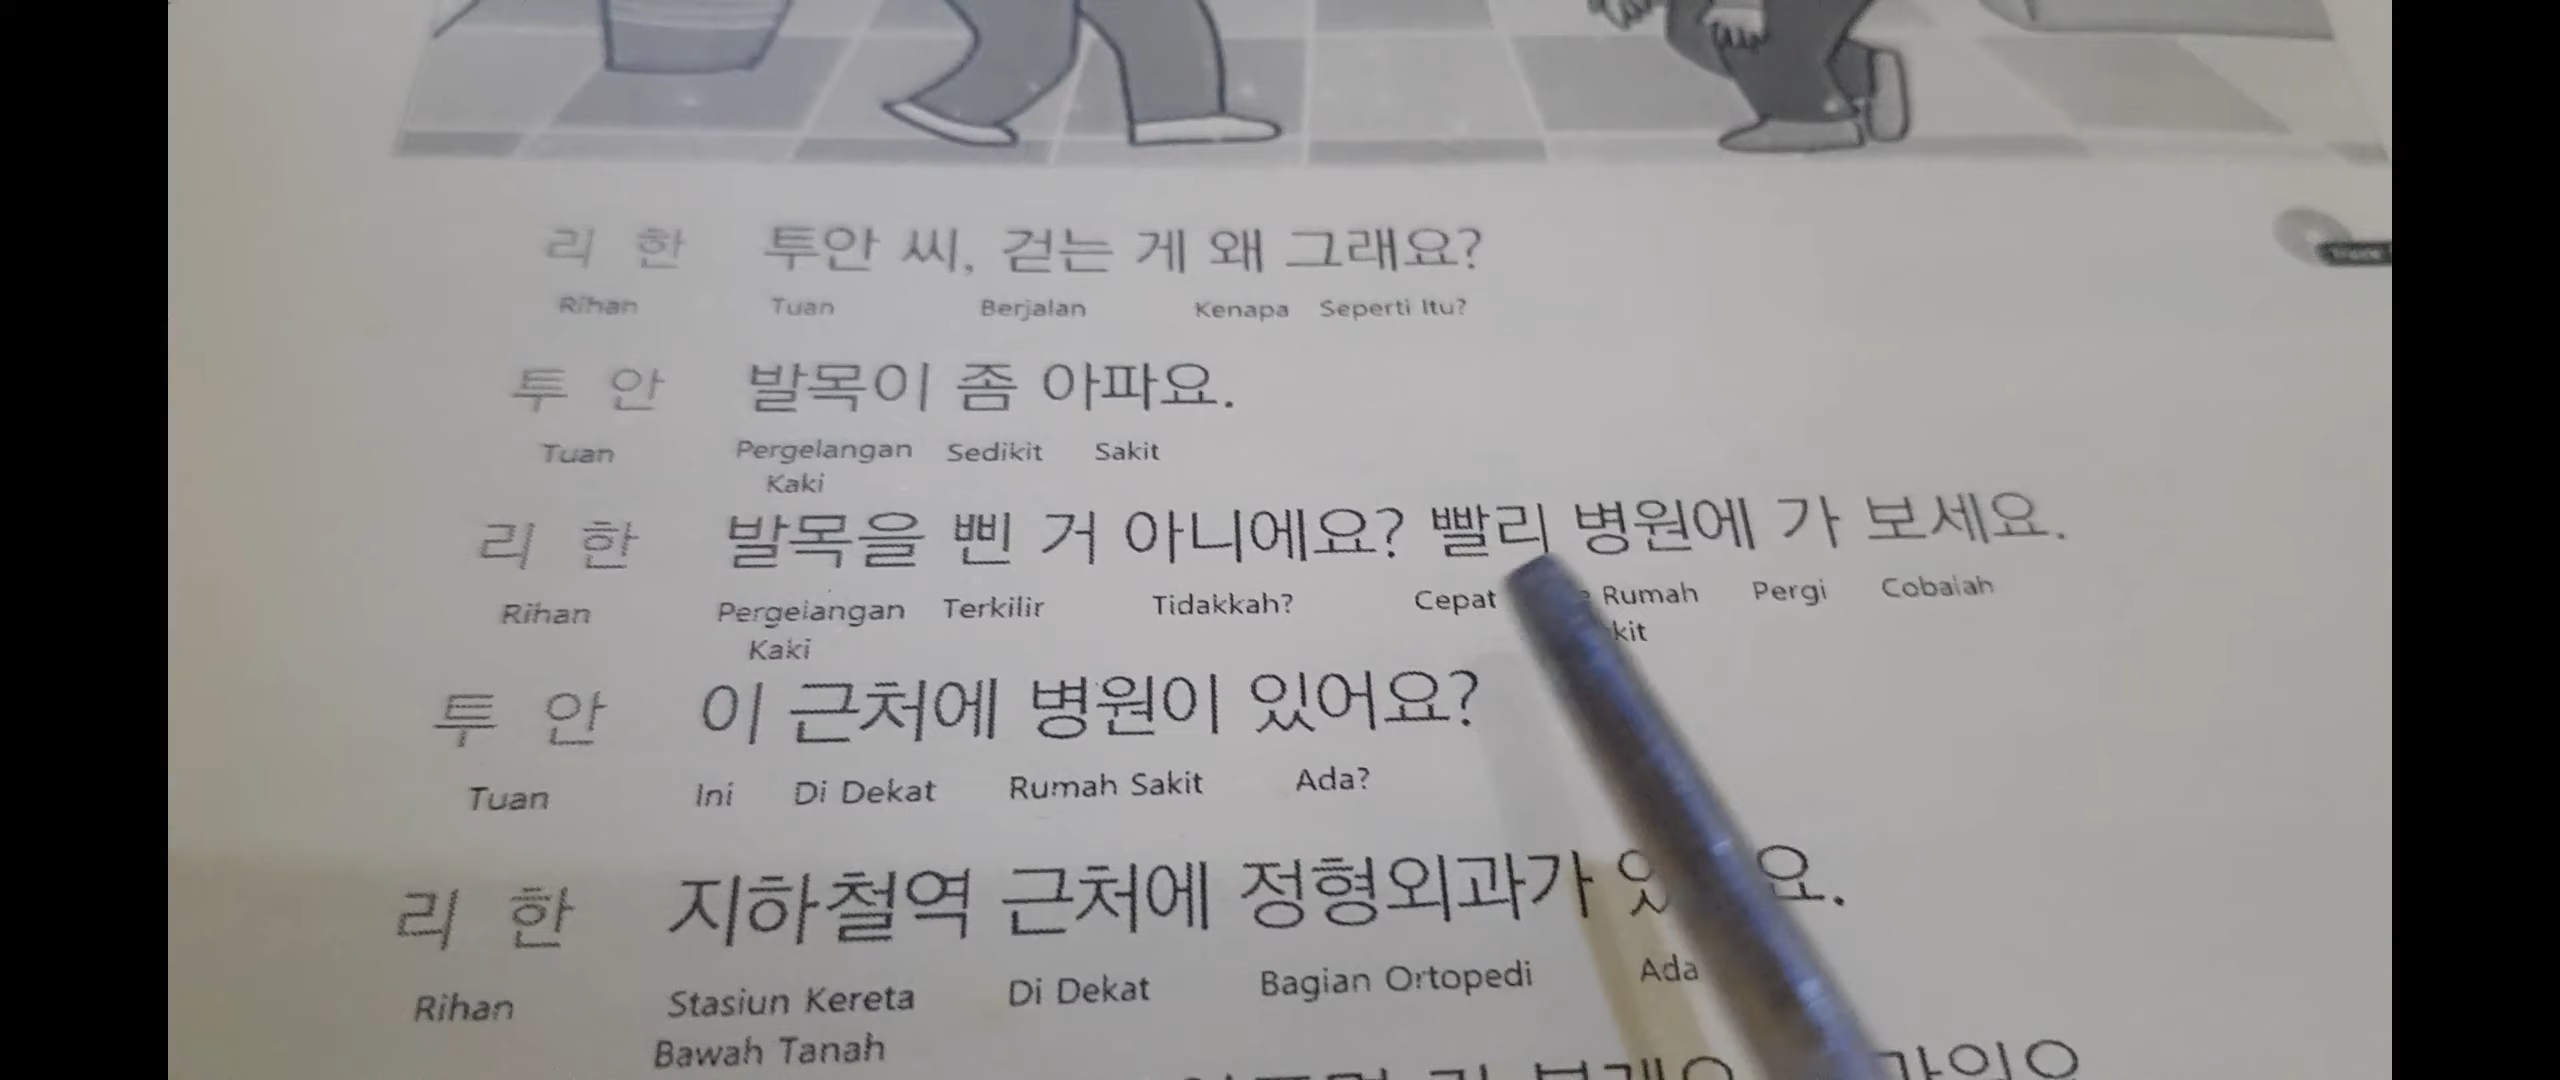 리 한 투안 씨, 걷는 게 왜 그래요?
Rihan Tuan Berjalan Kenapa Seperti Itu?
투 안 발목이 좀 아파요.
Tuan Pergelangan Sedikit Sakit
Kaki
리 한 발목을 삔 거 아니에요? 빨리 병원에 가 보세요.
Rihan Pergelangan Terkilir Tidakkah? Cepat Rumah Pergi Cobalah
Kaki
투 안 이 근처에 병원이 있어요?
Tuan Ini Di Dekat Rumah Sakit Ada?
리 한 지하철역 근처에 정형외과가
Rihan Stasiun Kereta Di Dekat Bagian Ortopedi Ada
Bawah Tanah